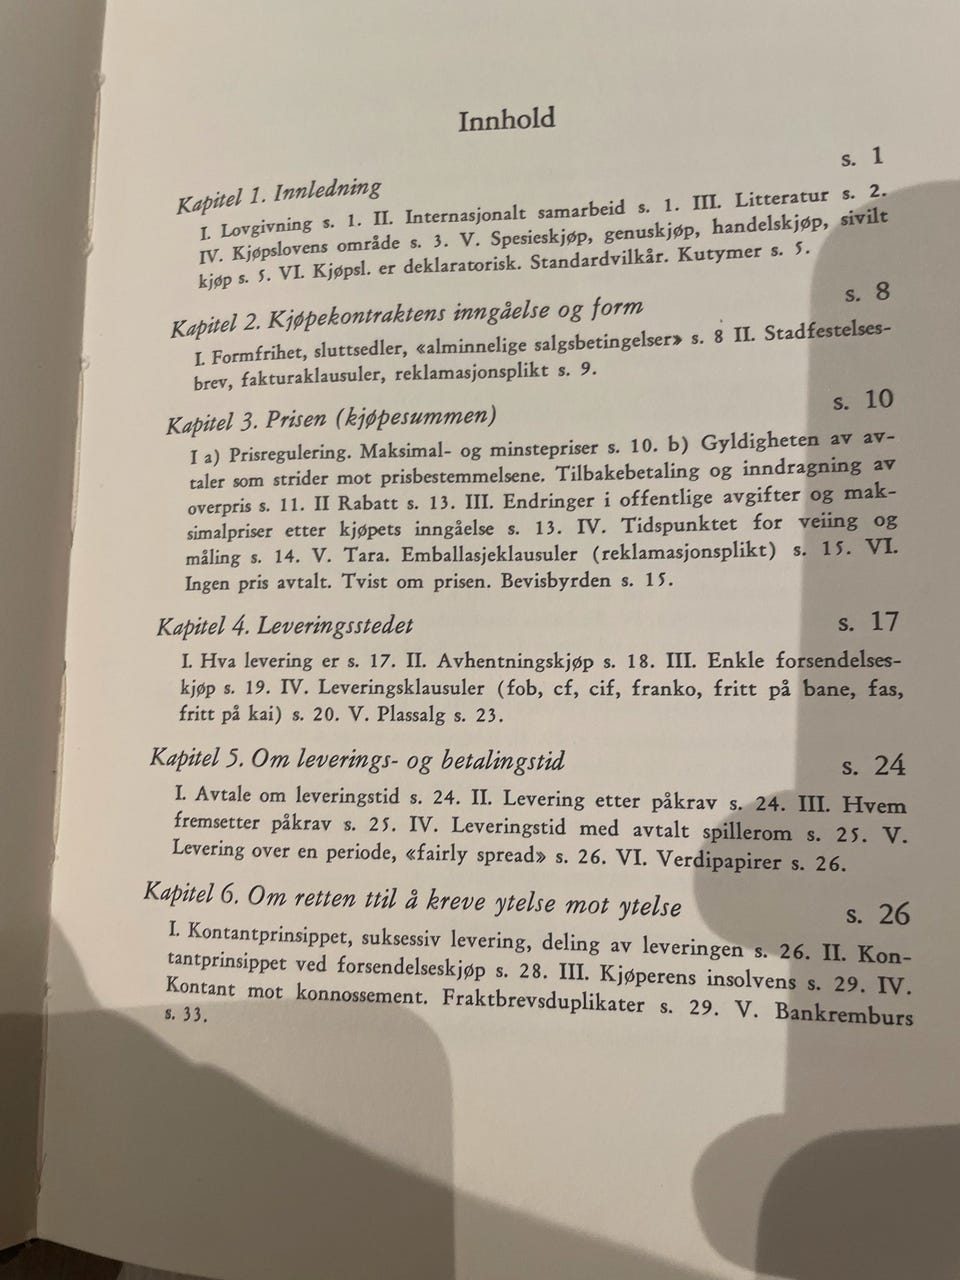 Innhold
Kapitel 1. Innledning s. 1
I. Lovgivning s. 1. II. Internasjonalt samarbeid s. 1. III. Litteratur s. 2.
IV. Kjøpslovens område s. 3. V. Spesieskjøp, genuskjøp, handelskjøp, sivilt
kjøp s. 5. VI. Kjøpsl. er deklaratorisk. Standardvilkår. Kutymer s. 5.
Kapitel 2. Kjøpekontraktens inngåelse og form s. 8
I. Formfrihet, sluttsedler, «alminnelige salgsbetingelser» s. 8 II. Stadfestelses-
brev, fakturaklausuler, reklamasjonsplikt s. 9.
Kapitel 3. Prisen (kjøpesummen) s. 10
I a) Prisregulering. Maksimal- og minstepriser s. 10. b) Gyldigheten av av-
taler som strider mot prisbestemmelsene. Tilbakebetaling og inndragning av
overpris s. 11. II Rabatt s. 13. III. Endringer i offentlige avgifter og mak-
simalpriser etter kjøpets inngåelse s. 13. IV. Tidspunktet for veiing og
måling s. 14. V. Tara. Emballasjeklausuler (reklamasjonsplikt) s. 15. VI.
Ingen pris avtalt. Tvist om prisen. Bevisbyrden s. 15.
Kapitel 4. Leveringsstedet s. 17
I. Hva levering er s. 17. II. Avhentningskjøp s. 18. III. Enkle forsendelses-
kjøp s. 19. IV. Leveringsklausuler (fob, cf, cif, franko, fritt på bane, fas,
fritt på kai) s. 20. V. Plassalg s. 23.
Kapitel 5. Om leverings- og betalingstid s. 24
I. Avtale om leveringstid s. 24. II. Levering etter påkrav s. 24. III. Hvem
fremsetter påkrav s. 25. IV. Leveringstid med avtalt spillerom s. 25. V.
Levering over en periode, «fairly spread» s. 26. VI. Verdipapirer s. 26.
Kapitel 6. Om retten ttil å kreve ytelse mot ytelse s. 26
I. Kontantprinsippet, suksessiv levering, deling av leveringen s. 26. II. Kon-
tantprinsippet ved forsendelseskjøp s. 28. III. Kjøperens insolvens s. 29. IV.
Kontant mot konnossement. Fraktbrevsduplikater s. 29. V. Bankremburs
s. 33.